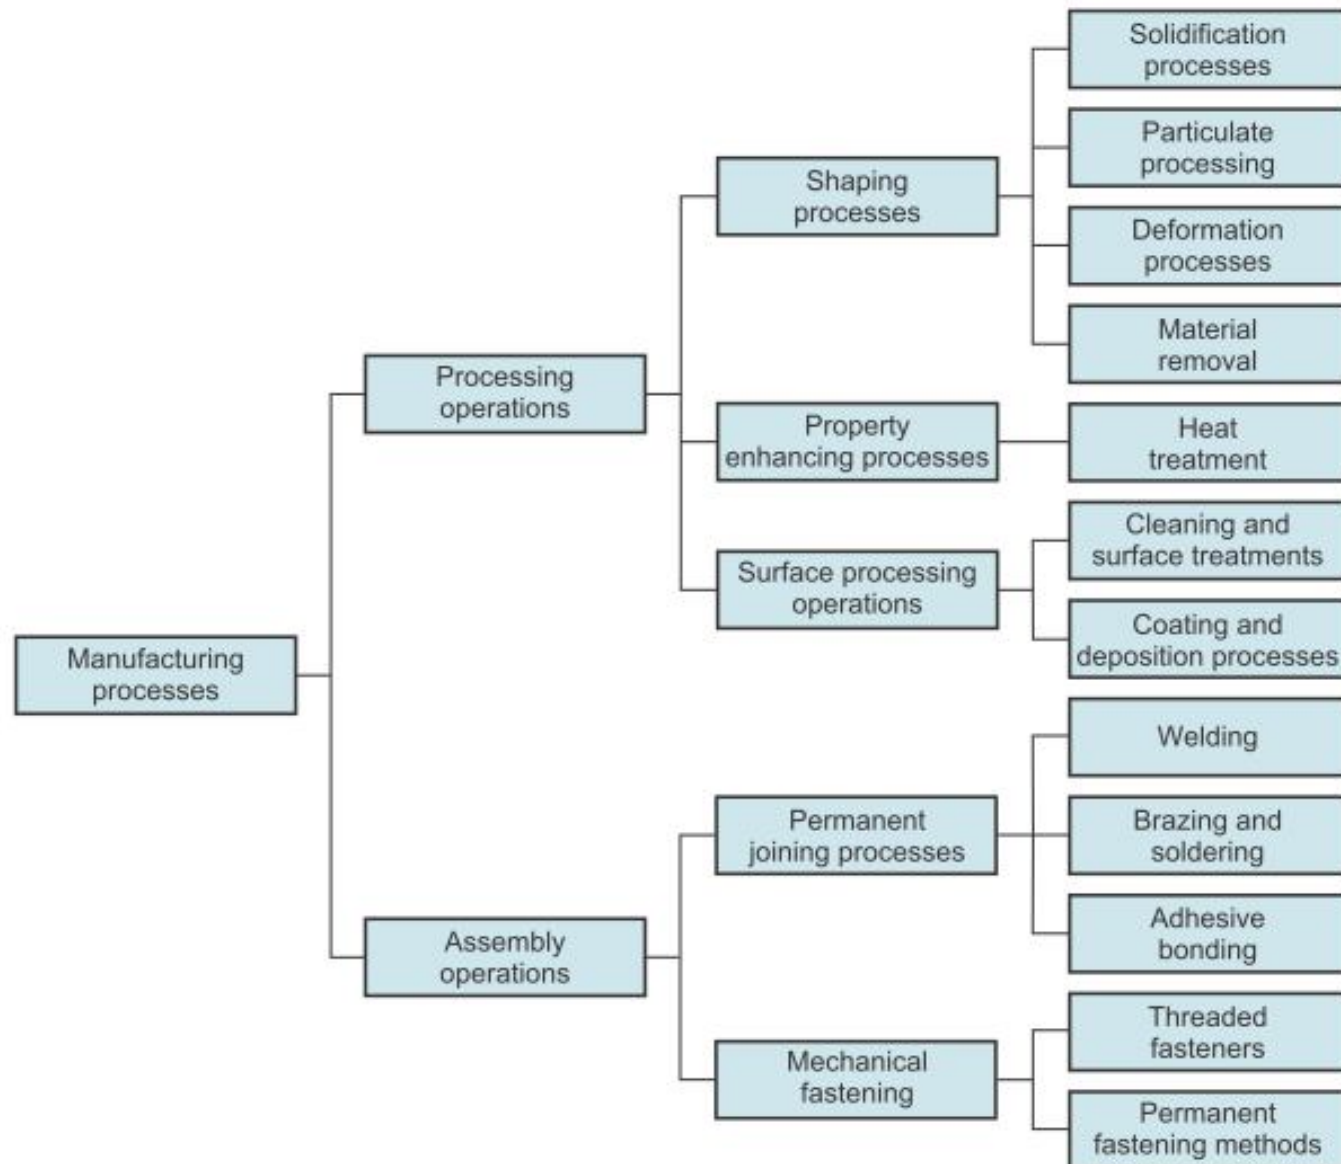 Solidification
processes
Particulate
processing
Shaping
processes
Deformation
processes
Material
removal
Processing
operations
Property
enhancing processes
Heat
treatment
Cleaning and
surface treatments
Surface processing
operations
Coating and
deposition processes
Manufacturing
processes
Welding
Permanent
joining processes
Brazing and
soldering
Adhesive
bonding
Assembly
operations
Threaded
fasteners
Mechanical
fastening
Permanent
fastening methods